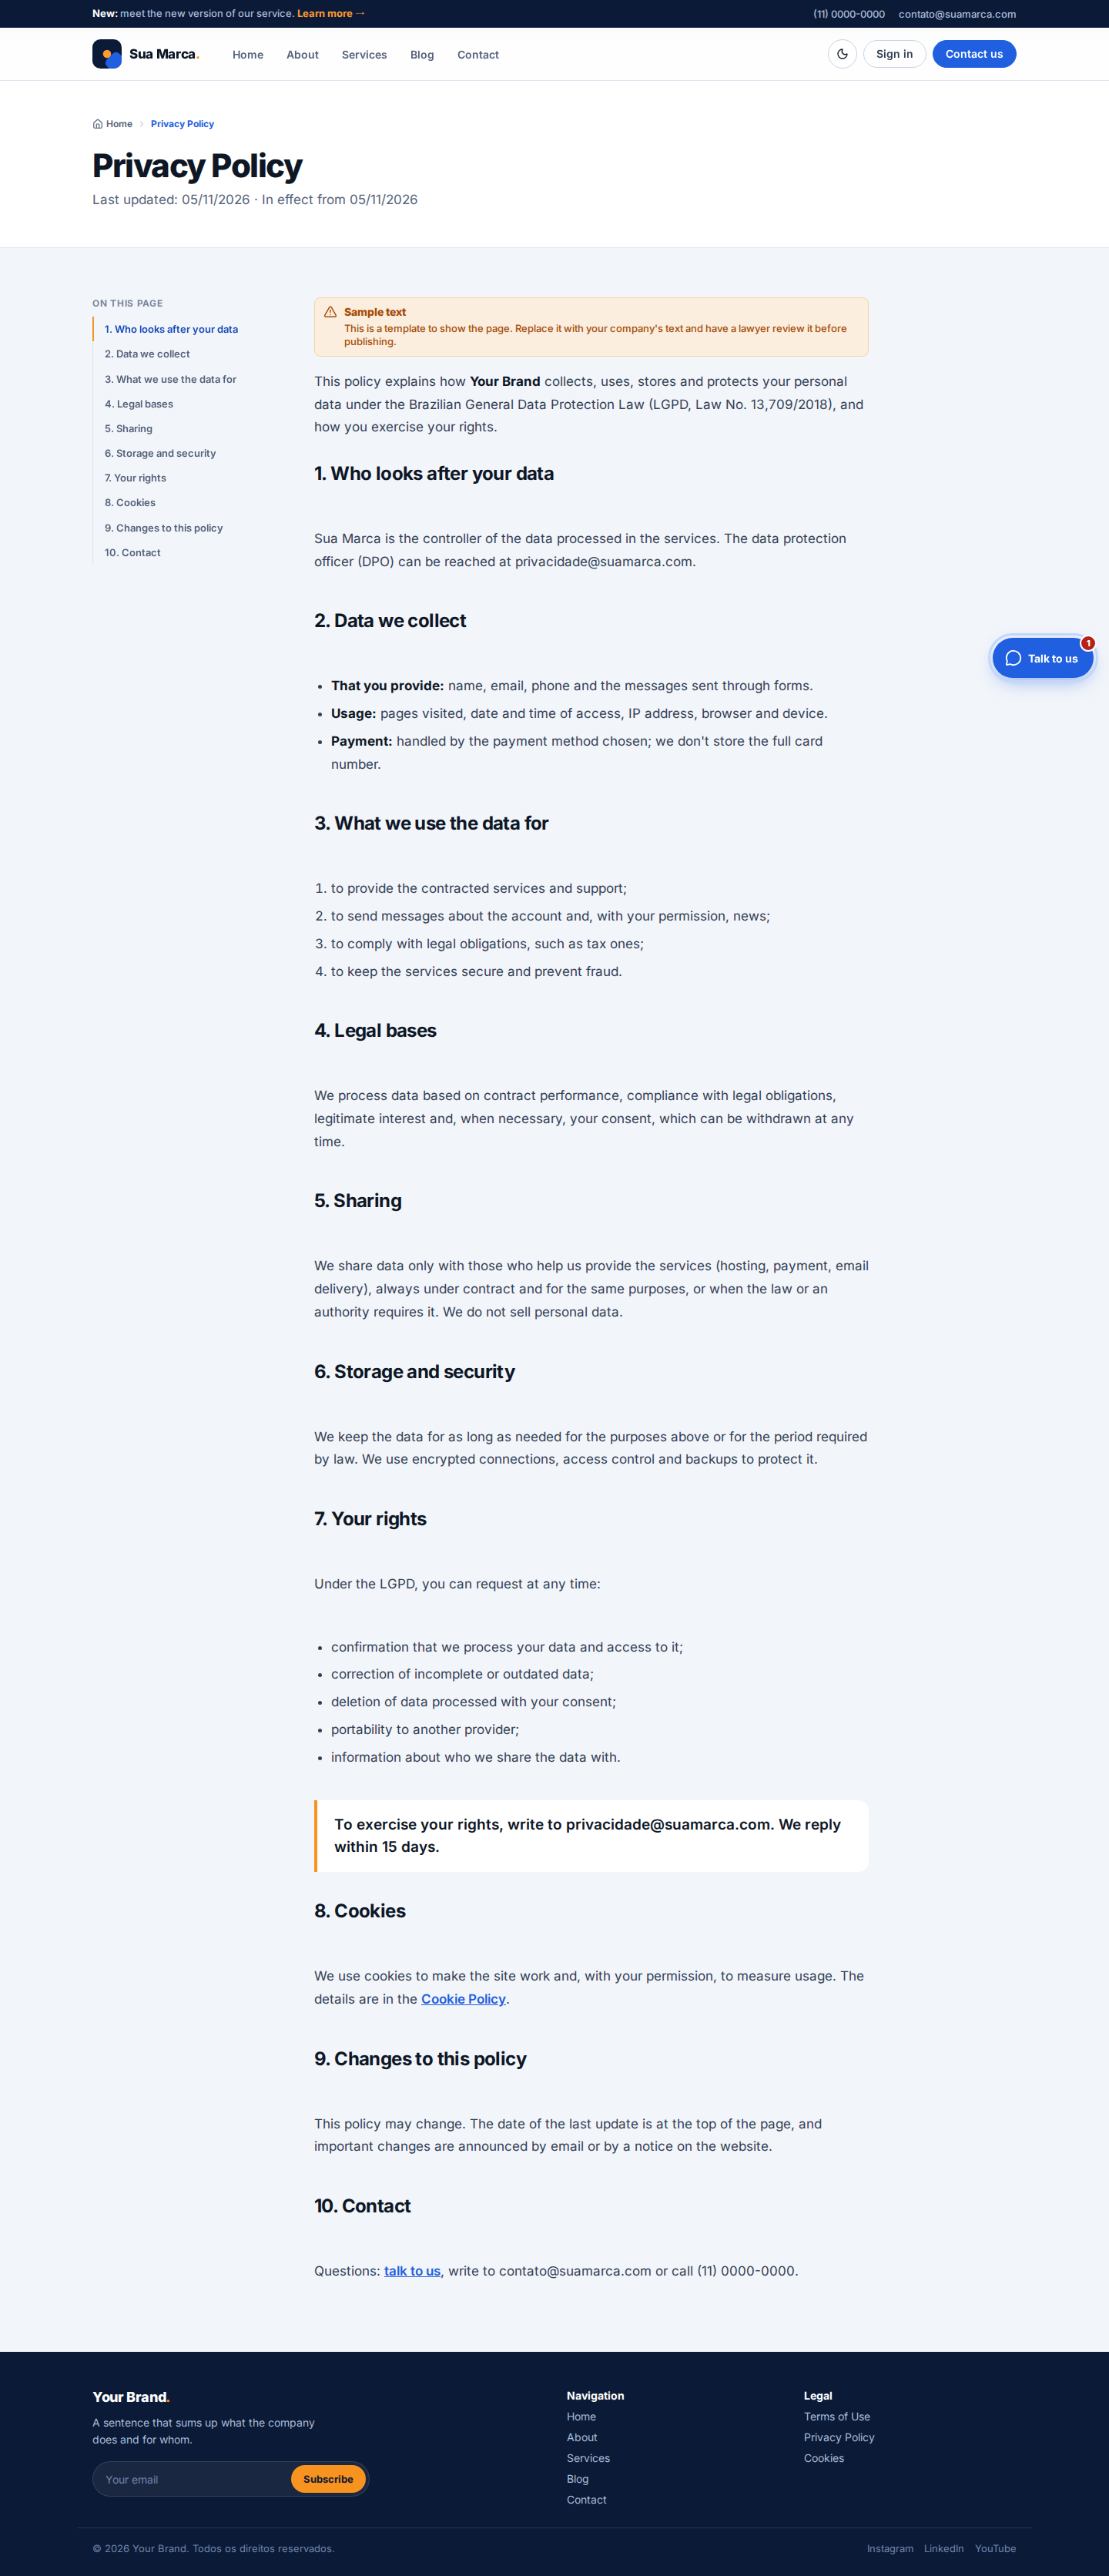 New: meet the new version of our service. Learn more →
(11) 0000-0000 contato@suamarca.com
Sua Marca.
Home About Services Blog Contact
Sign in
Contact us
Home › Privacy Policy
Privacy Policy
Last updated: 05/11/2026 · In effect from 05/11/2026
ON THIS PAGE
1. Who looks after your data
2. Data we collect
3. What we use the data for
4. Legal bases
5. Sharing
6. Storage and security
7. Your rights
8. Cookies
9. Changes to this policy
10. Contact
Sample text
This is a template to show the page. Replace it with your company's text and have a lawyer review it before
publishing.
This policy explains how Your Brand collects, uses, stores and protects your personal
data under the Brazilian General Data Protection Law (LGPD, Law No. 13,709/2018), and
how you exercise your rights.
1. Who looks after your data
Sua Marca is the controller of the data processed in the services. The data protection
officer (DPO) can be reached at privacidade@suamarca.com.
2. Data we collect
• That you provide: name, email, phone and the messages sent through forms.
• Usage: pages visited, date and time of access, IP address, browser and device.
• Payment: handled by the payment method chosen; we don't store the full card
number.
1
Talk to us
3. What we use the data for
1. to provide the contracted services and support;
2. to send messages about the account and, with your permission, news;
3. to comply with legal obligations, such as tax ones;
4. to keep the services secure and prevent fraud.
4. Legal bases
We process data based on contract performance, compliance with legal obligations,
legitimate interest and, when necessary, your consent, which can be withdrawn at any
time.
5. Sharing
We share data only with those who help us provide the services (hosting, payment, email
delivery), always under contract and for the same purposes, or when the law or an
authority requires it. We do not sell personal data.
6. Storage and security
We keep the data for as long as needed for the purposes above or for the period required
by law. We use encrypted connections, access control and backups to protect it.
7. Your rights
Under the LGPD, you can request at any time:
• confirmation that we process your data and access to it;
• correction of incomplete or outdated data;
• deletion of data processed with your consent;
• portability to another provider;
• information about who we share the data with.
To exercise your rights, write to privacidade@suamarca.com. We reply
within 15 days.
8. Cookies
We use cookies to make the site work and, with your permission, to measure usage. The
details are in the Cookie Policy.
9. Changes to this policy
This policy may change. The date of the last update is at the top of the page, and
important changes are announced by email or by a notice on the website.
10. Contact
Questions: talk to us, write to contato@suamarca.com or call (11) 0000-0000.
Your Brand.
A sentence that sums up what the company
does and for whom.
Your email
Subscribe
Navigation
Home
About
Services
Blog
Contact
Legal
Terms of Use
Privacy Policy
Cookies
© 2026 Your Brand. Todos os direitos reservados.
Instagram LinkedIn YouTube